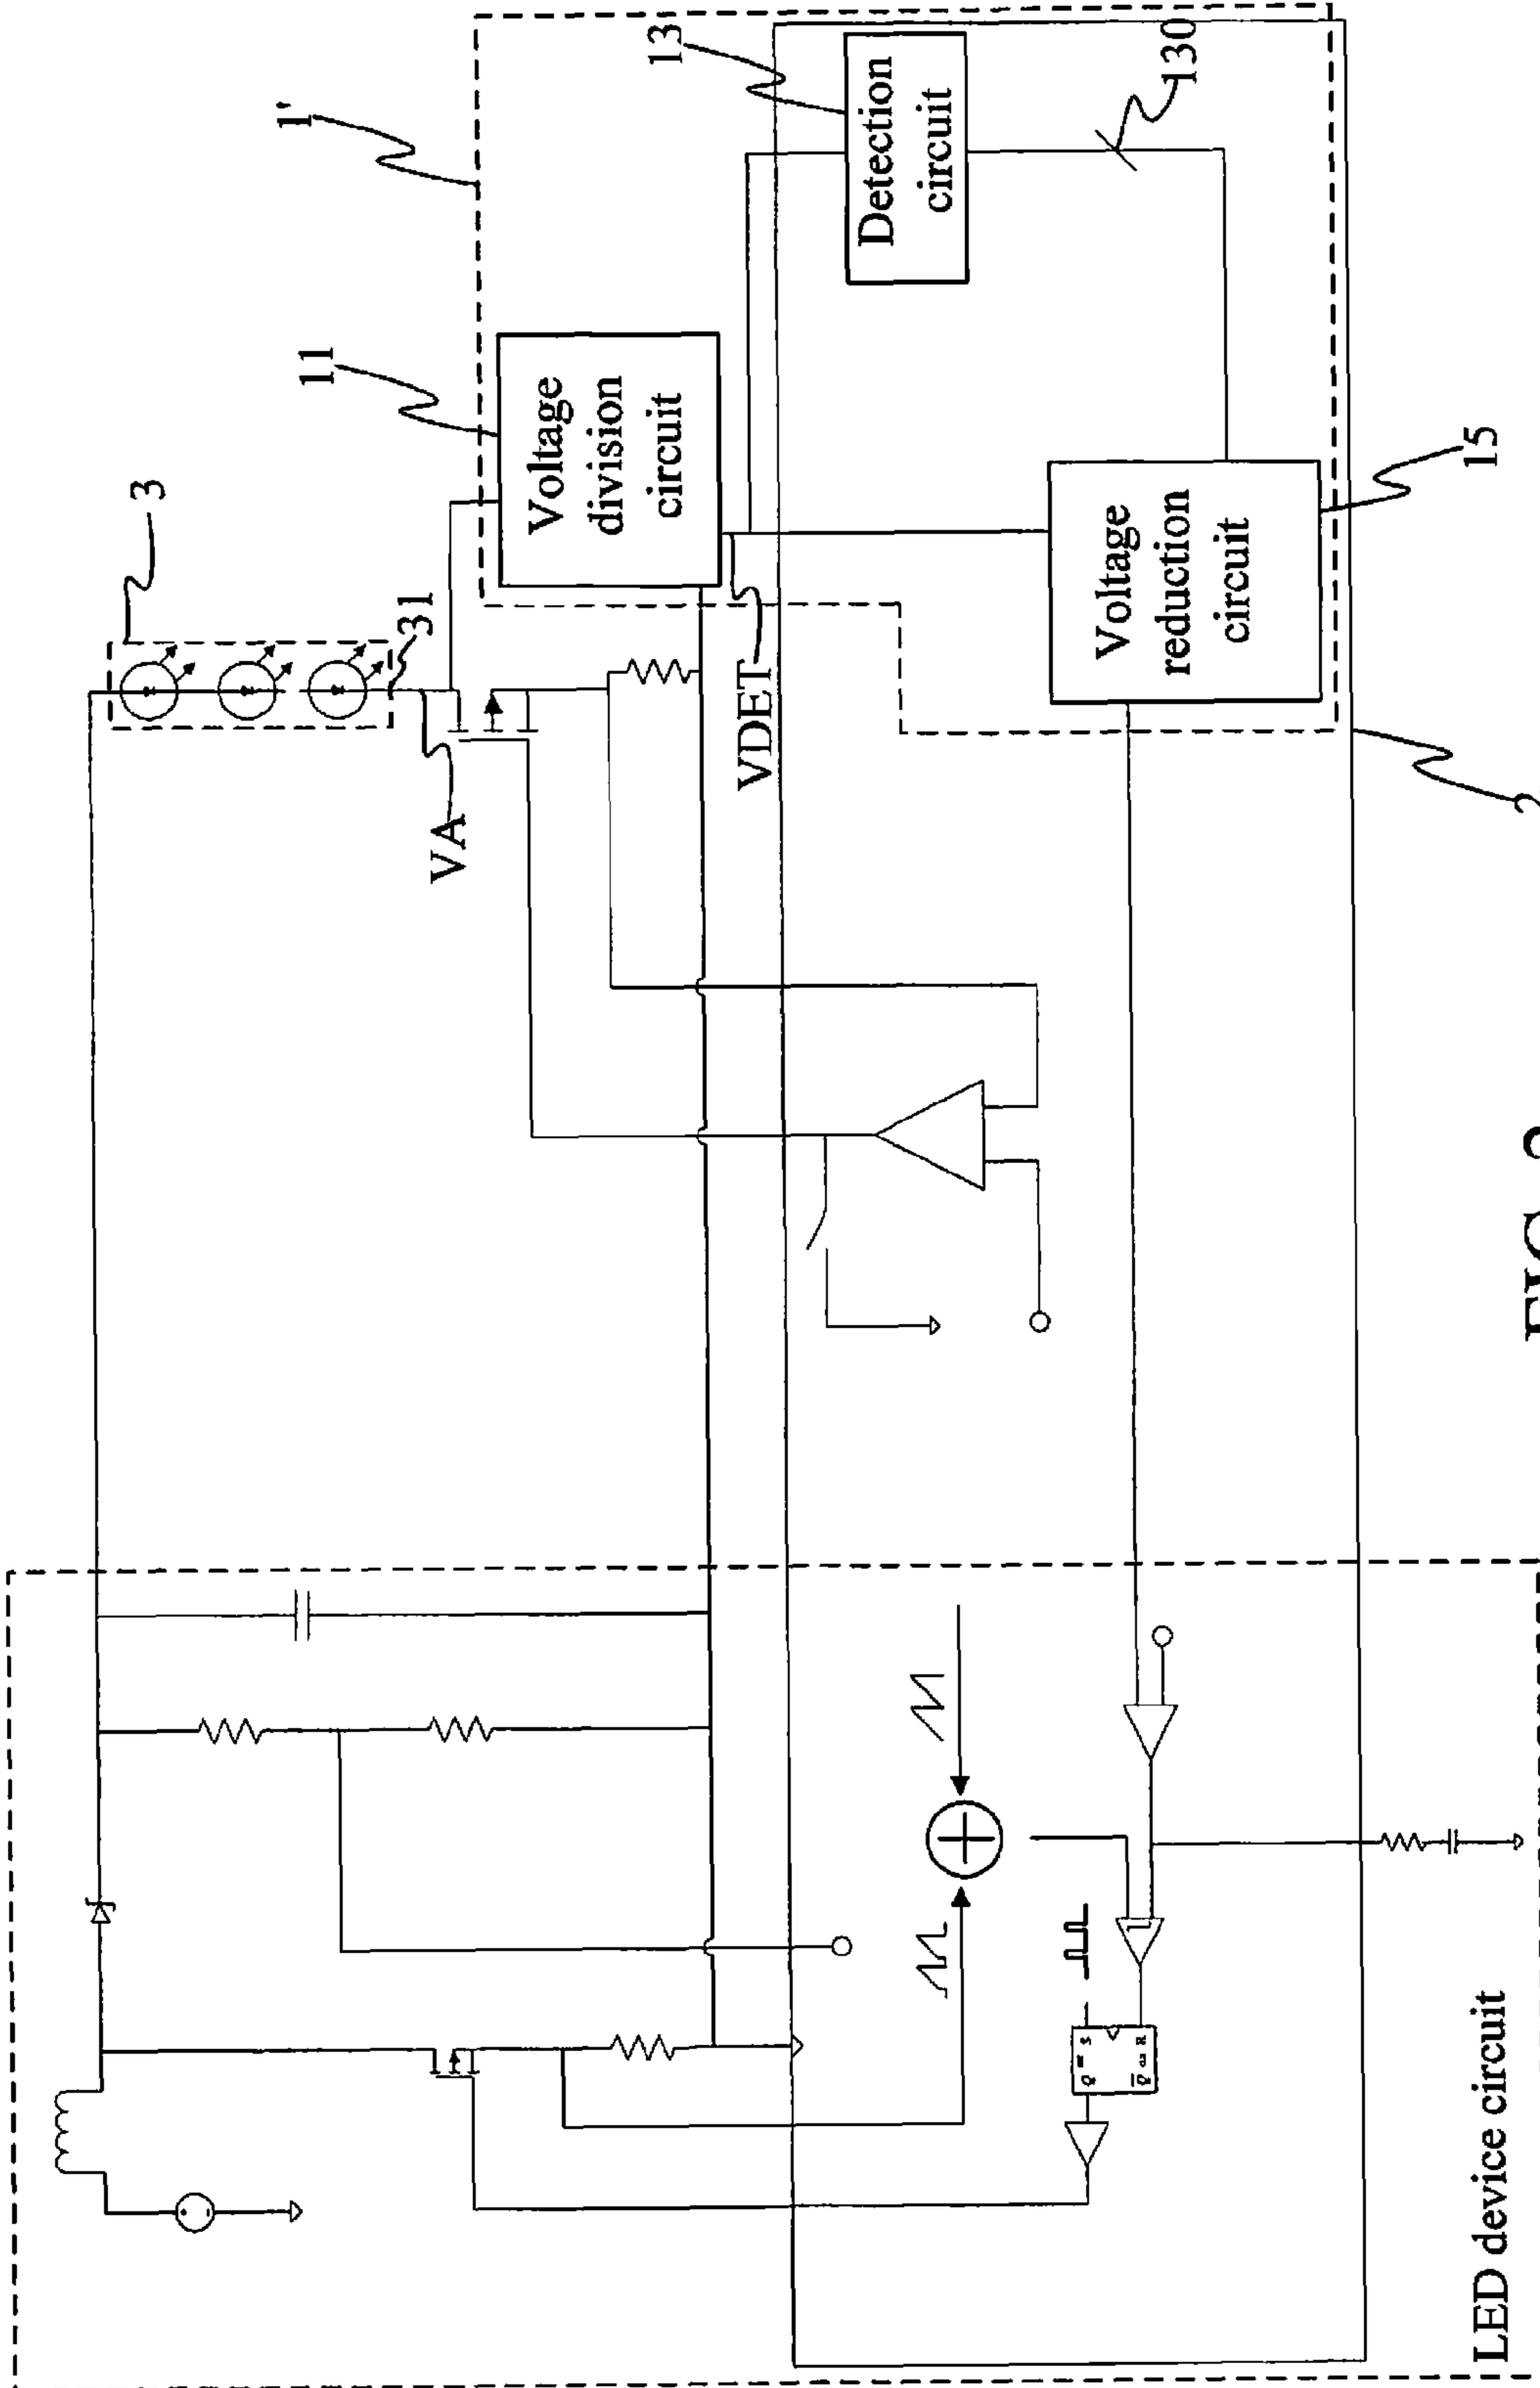 1'
13
Detection
circuit
130
11
Voltage
division
circuit
3
31
VA
VDET
Voltage
reduction
circuit
15
2
Q
S
Q
R
LED device circuit